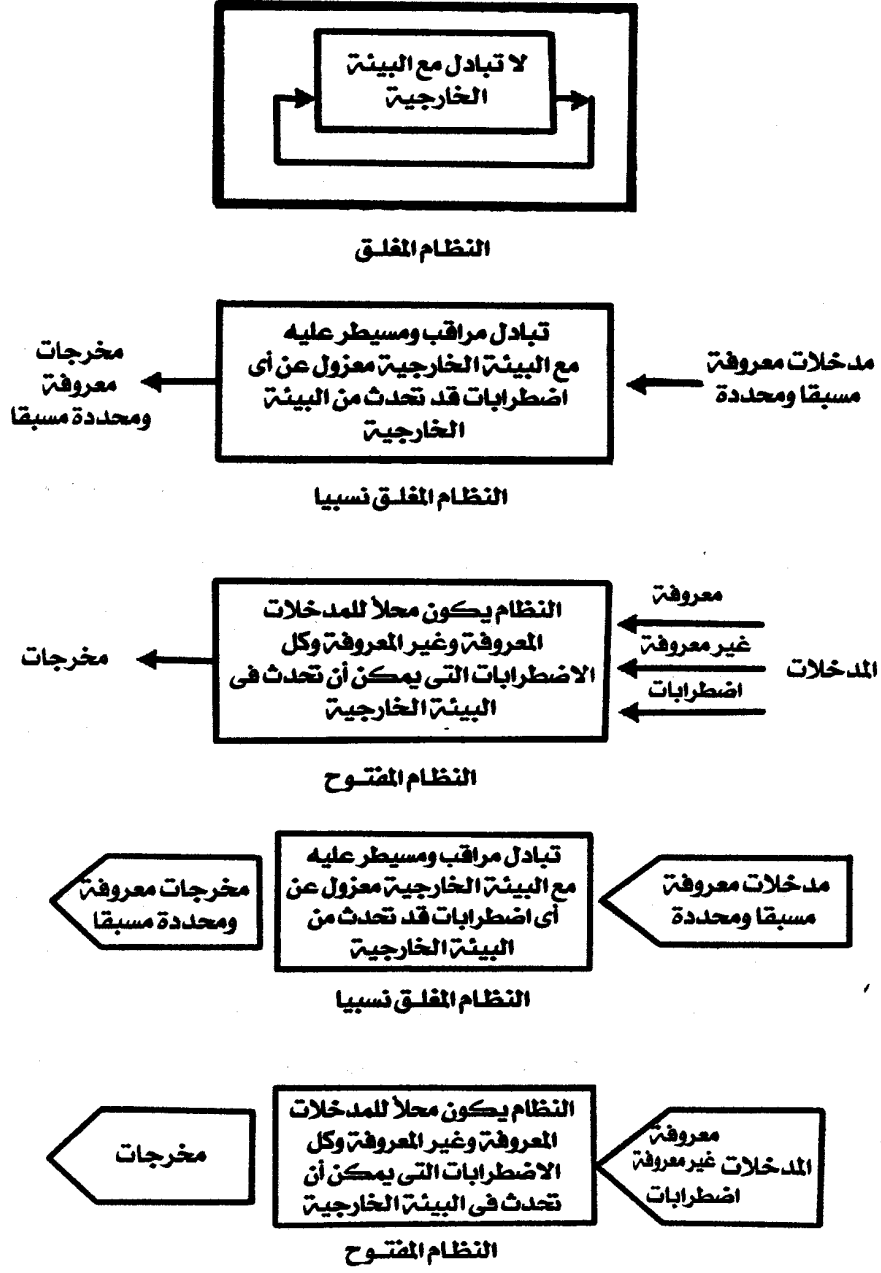 لا تبادل مع البيئة
الخارجية
النظام المغلق
مدخلات معروفة
مسبقا ومحددة
تبادل مراقب ومسيطر عليه
مع البيئة الخارجية معزول عن أى
اضطرابات قد تحدث من البيئة
الخارجية
مخرجات
معروفة
ومحددة مسبقا
النظام المغلق نسبيا
المدخلات
معروفة
غير معروفة
اضطرابات
النظام يكون محلاً للمدخلات
المعروفة وغير المعروفة وكل
الاضطرابات التى يمكن أن تحدث فى
البيئة الخارجية
مخرجات
النظام المفتوح
مدخلات معروفة
مسبقا ومحددة
تبادل مراقب ومسيطر عليه
مع البيئة الخارجية معزول عن
أى اضطرابات قد تحدث من
البيئة الخارجية
مخرجات معروفة
ومحددة مسبقا
النظام المغلق نسبيا
المدخلات
معروفة
غير معروفة
اضطرابات
النظام يكون محلاً للمدخلات
المعروفة وغير المعروفة وكل
الاضطرابات التى يمكن أن
تحدث فى البيئة الخارجية
مخرجات
النظام المفتوح